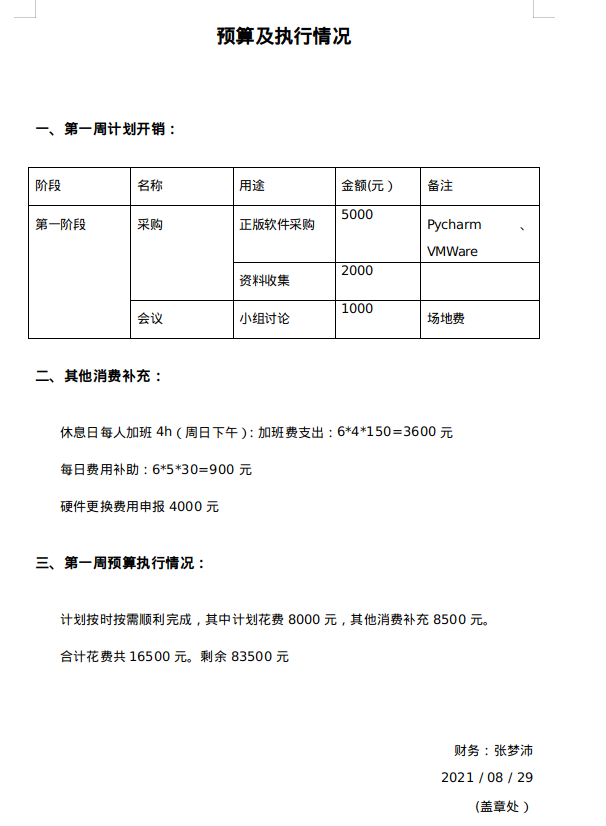 预算及执行情况
一、第一周计划开销：
阶段 名称 用途 金额(元） 备注
第一阶段 采购 正版软件采购 5000 Pycharm 、
VMWare
资料收集 2000
会议 小组讨论 1000 场地费
二、其他消费补充：
休息日每人加班 4h（周日下午）：加班费支出：6*4*150=3600 元
每日费用补助：6*5*30=900 元
硬件更换费用申报 4000 元
三、第一周预算执行情况：
计划按时按需顺利完成，其中计划花费 8000 元，其他消费补充 8500 元。
合计花费共 16500 元。剩余 83500 元
财务：张梦沛
2021 / 08 / 29
(盖章处）